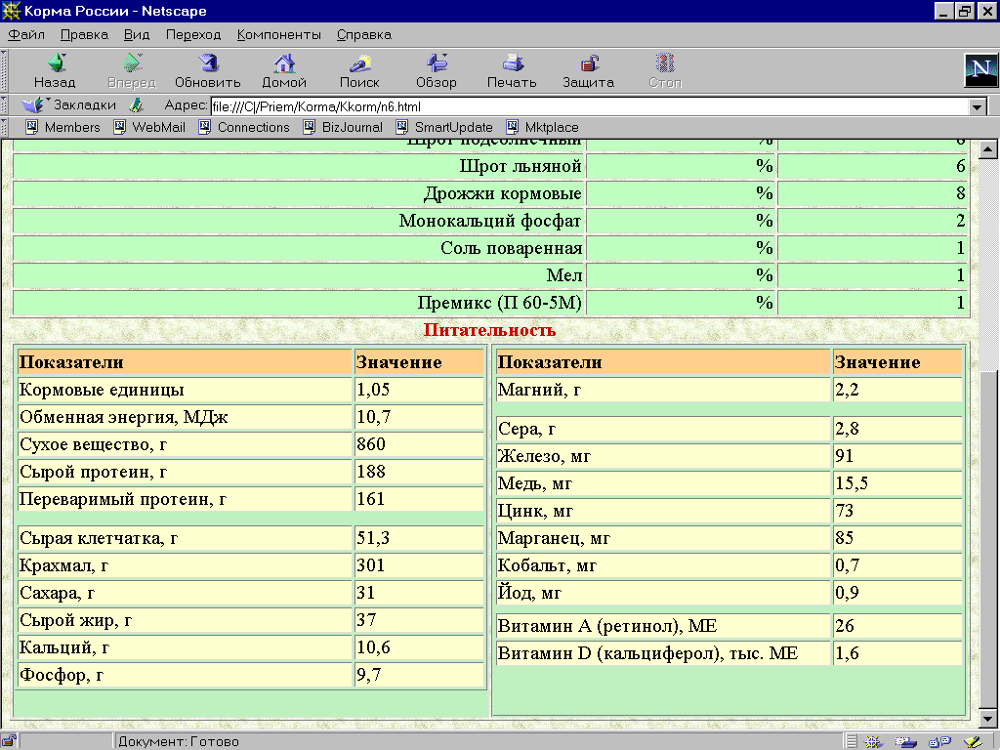 Корма России - Netscape
Файл Правка Вид Переход Компоненты Справка
Назад Вперед Обновить Домой Поиск Обзор Печать Защита Стоп
N
Закладки Адрес: file:///C|/Priem/Korma/Kkorm/n6.html
Members WebMail Connections BizJournal SmartUpdate Mktplace
Шрот подсолнечный % 8
Шрот льняной % 6
Дрожжи кормовые % 8
Монокальций фосфат % 2
Соль поваренная % 1
Мел % 1
Премикс (П 60-5М) % 1
Питательность
Показатели Значение
Кормовые единицы 1,05
Обменная энергия, МДж 10,7
Сухое вещество, г 860
Сырой протеин, г 188
Переваримый протеин, г 161
Сырая клетчатка, г 51,3
Крахмал, г 301
Сахара, г 31
Сырой жир, г 37
Кальций, г 10,6
Фосфор, г 9,7
Показатели Значение
Магний, г 2,2
Сера, г 2,8
Железо, мг 91
Медь, мг 15,5
Цинк, мг 73
Марганец, мг 85
Кобальт, мг 0,7
Йод, мг 0,9
Витамин А (ретинол), МЕ 26
Витамин D (кальциферол), тыс. МЕ 1,6
Документ: Готово